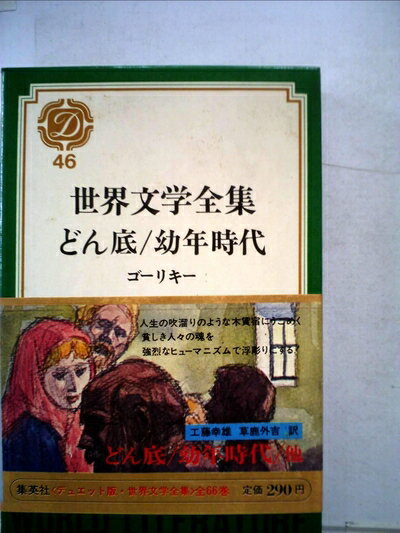 D
46
世界文学全集
どん底/幼年時代
ゴーリキー
人生の吹溜りのような木賃宿にうごめく
貧しき人々の魂を
強烈なヒューマニズムで浮彫りにする?
工藤幸雄 草鹿外吉 訳
どん底/幼年時代/他
集英社〈デュエット版・世界文学全集〉全66巻 定価290円